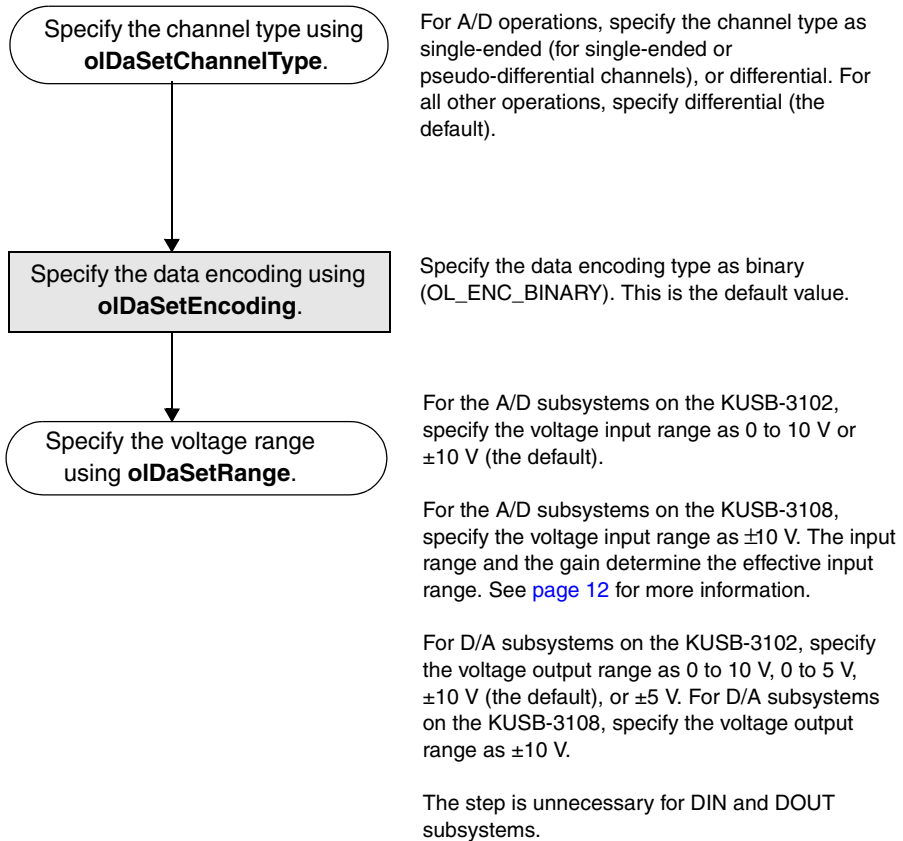 Specify the channel type using
olDaSetChannelType.
For A/D operations, specify the channel type as
single-ended (for single-ended or
pseudo-differential channels), or differential. For
all other operations, specify differential (the
default).
Specify the data encoding using
olDaSetEncoding.
Specify the data encoding type as binary
(OL_ENC_BINARY). This is the default value.
Specify the voltage range
using olDaSetRange.
For the A/D subsystems on the KUSB-3102,
specify the voltage input range as 0 to 10 V or
±10 V (the default).
For the A/D subsystems on the KUSB-3108,
specify the voltage input range as ±10 V. The input
range and the gain determine the effective input
range. See page 12 for more information.
For D/A subsystems on the KUSB-3102, specify
the voltage output range as 0 to 10 V, 0 to 5 V,
±10 V (the default), or ±5 V. For D/A subsystems
on the KUSB-3108, specify the voltage output
range as ±10 V.
The step is unnecessary for DIN and DOUT
subsystems.